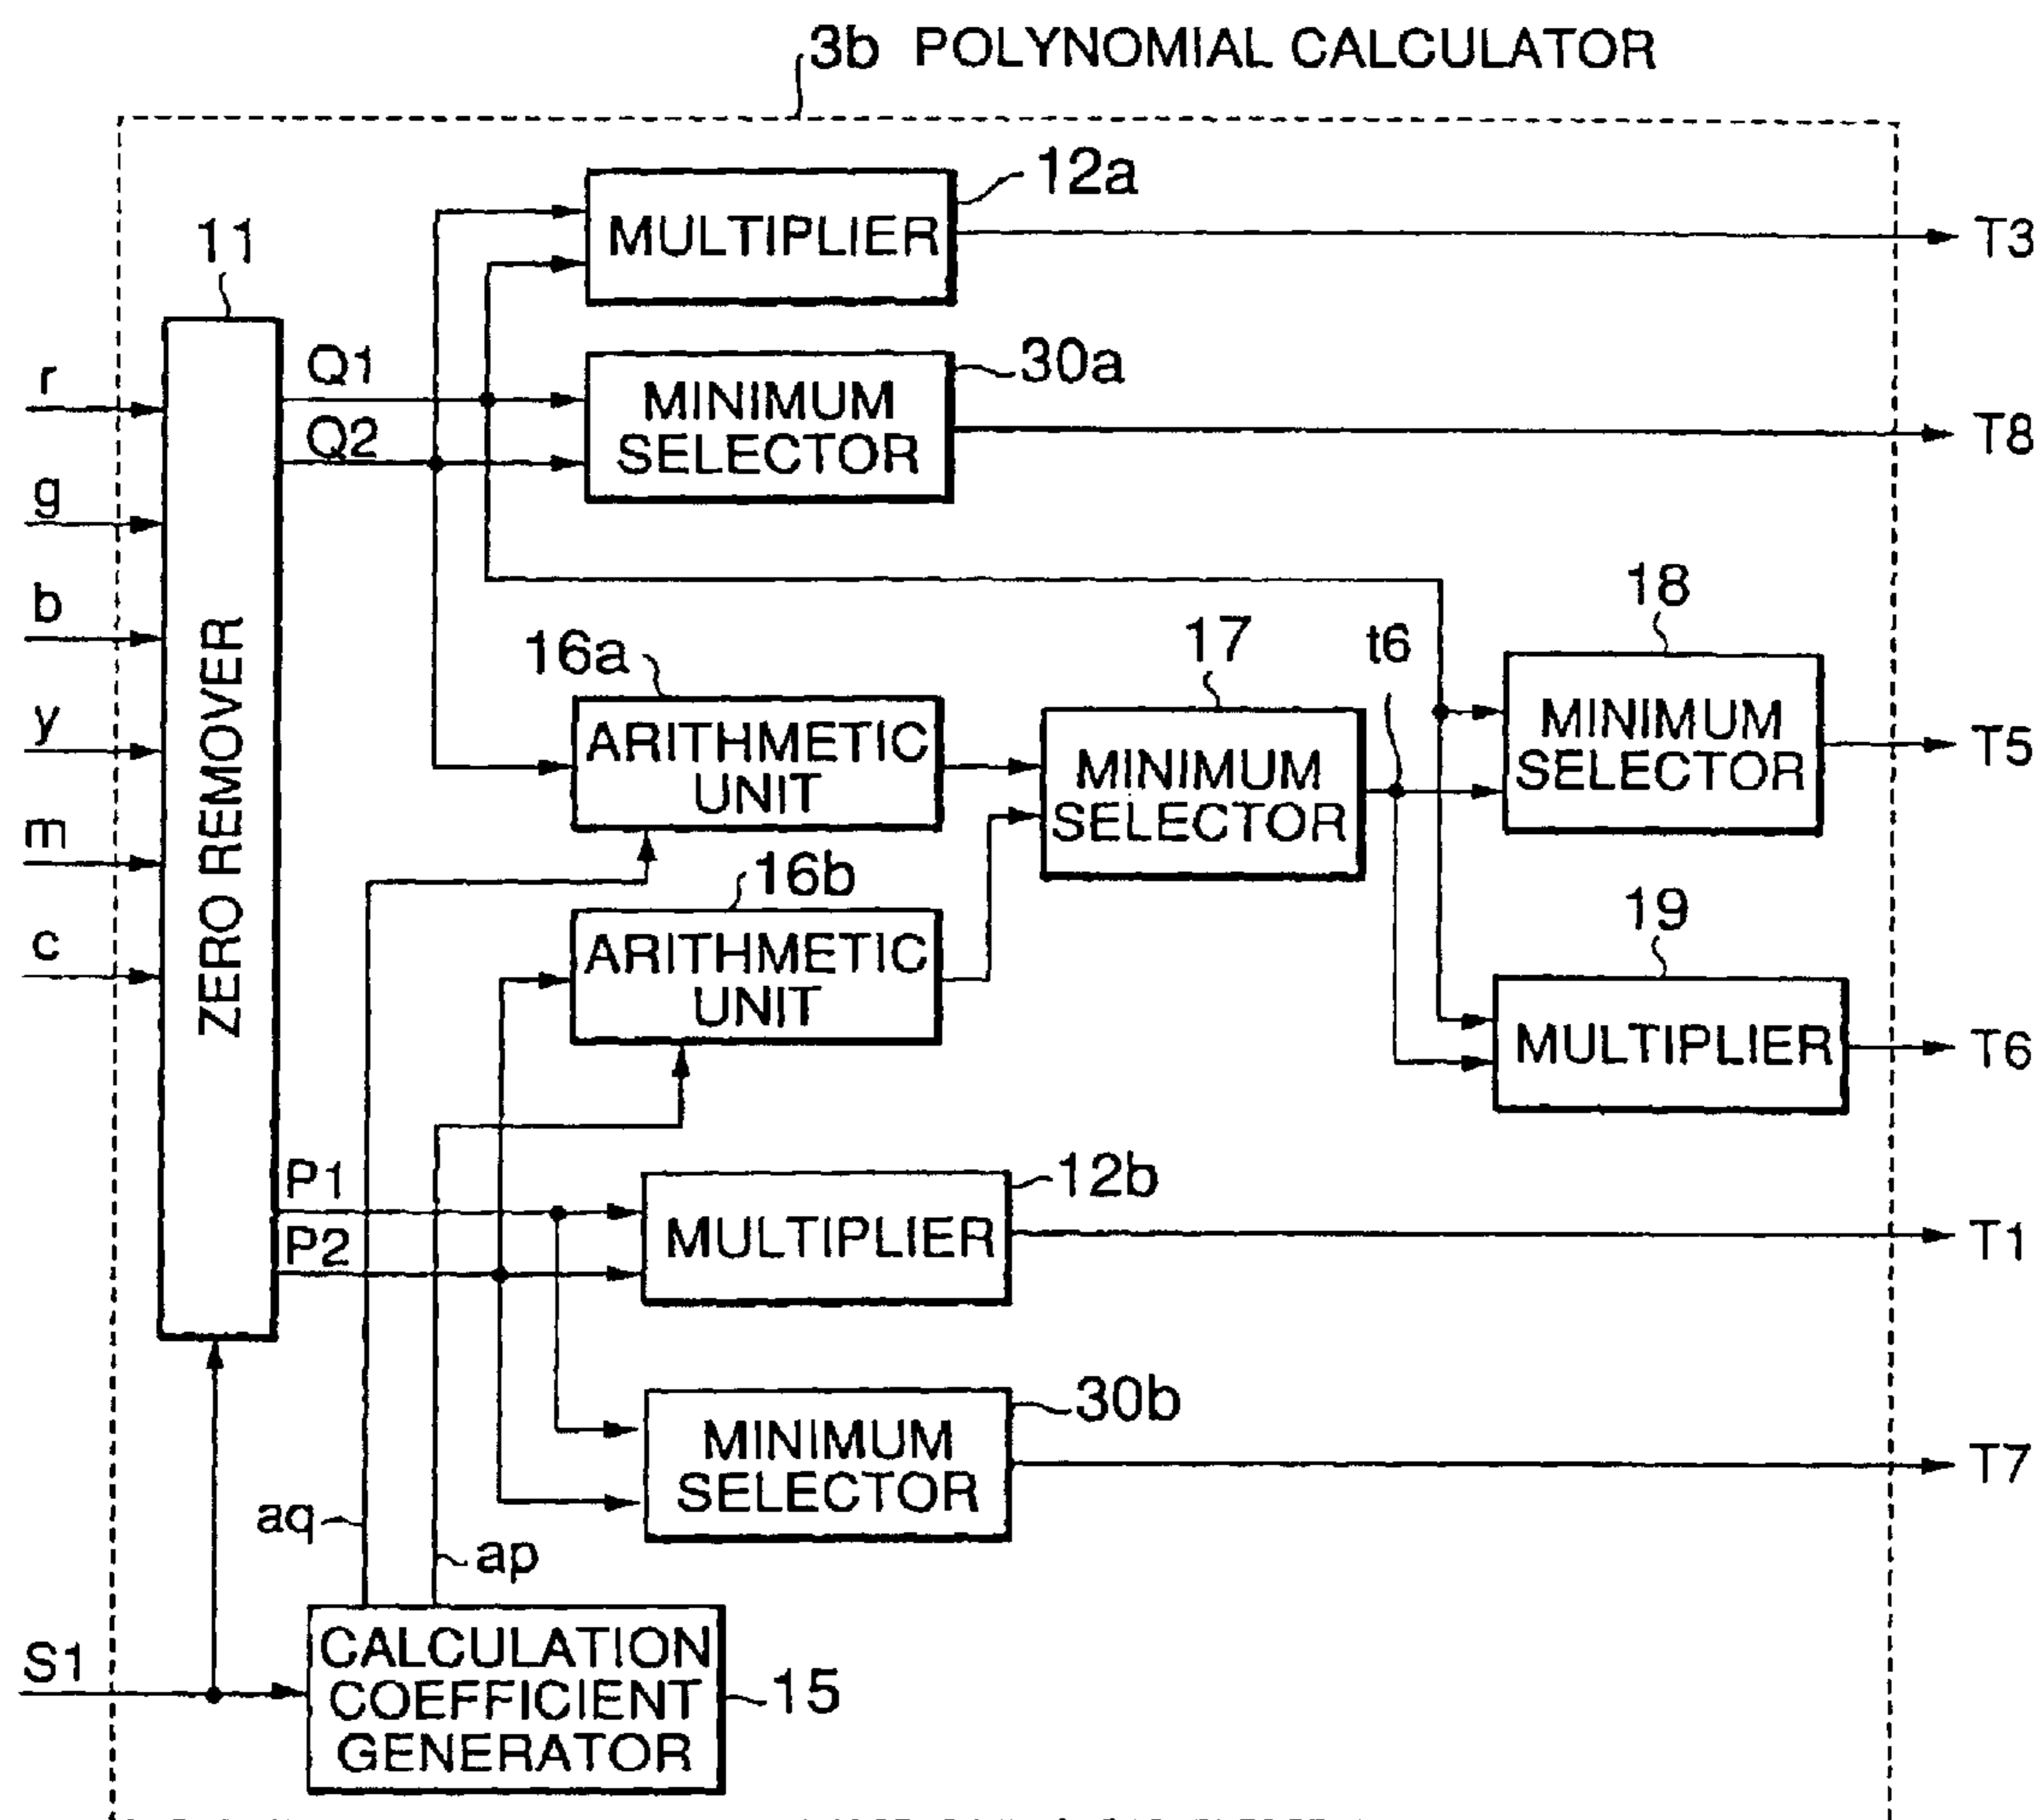 3b POLYNOMIAL CALCULATOR
12a
MULTIPLIER
T3
11
30a
r
Q1
MINIMUM
SELECTOR
T8
Q2
g
b
18
16a
17
t6
ZERO REMOVER
y
ARITHMETIC
UNIT
MINIMUM
SELECTOR
MINIMUM
SELECTOR
T5
m
16b
19
c
ARITHMETIC
UNIT
MULTIPLIER
T6
P1
12b
P2
MULTIPLIER
T1
30b
MINIMUM
SELECTOR
T7
aq
ap
S1
CALCULATION
COEFFICIENT
GENERATOR
15